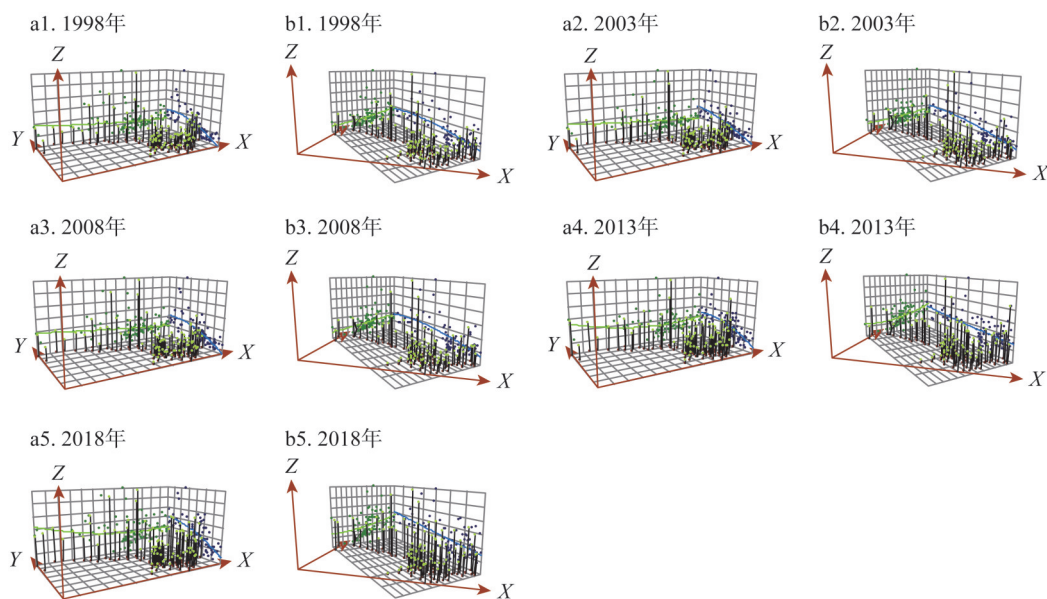 a1. 1998年
b1. 1998年
a2. 2003年
b2. 2003年
Z
Y
X
Z
X
Z
Y
X
Z
X
a3. 2008年
b3. 2008年
a4. 2013年
b4. 2013年
Z
Y
X
Z
X
Z
Y
X
Z
X
a5. 2018年
b5. 2018年
Z
Y
X
Z
X